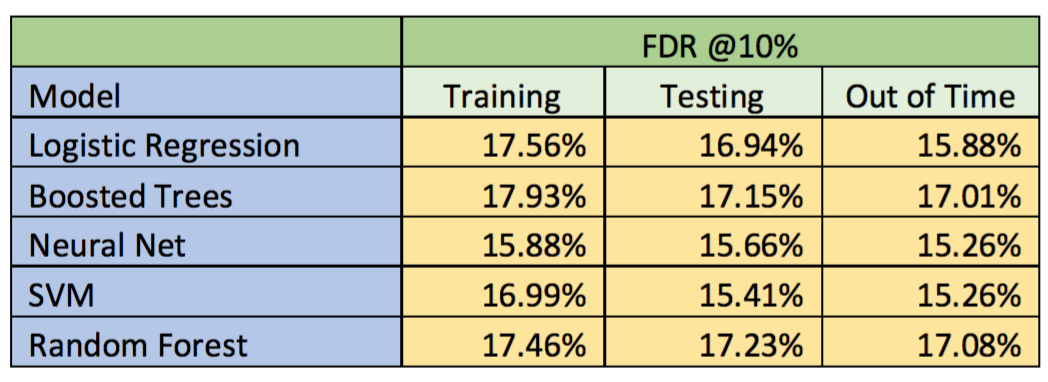 FDR @10%
Model Training Testing Out of Time
Logistic Regression 17.56% 16.94% 15.88%
Boosted Trees 17.93% 17.15% 17.01%
Neural Net 15.88% 15.66% 15.26%
SVM 16.99% 15.41% 15.26%
Random Forest 17.46% 17.23% 17.08%